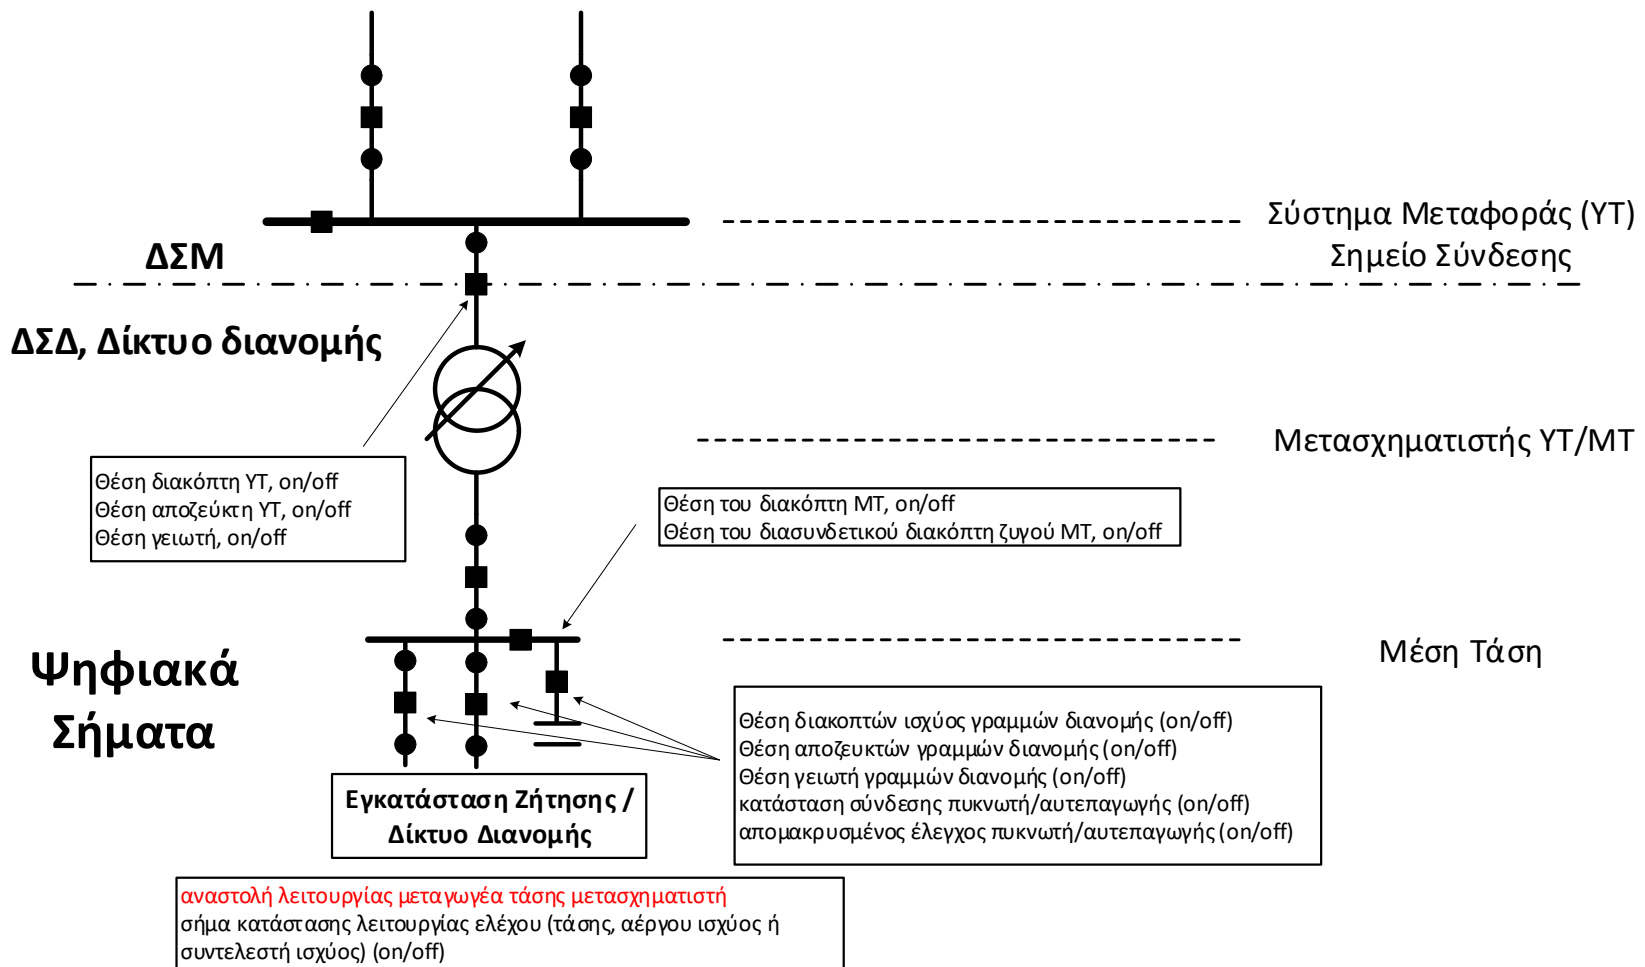 Σύστημα Μεταφοράς (ΥΤ)
Σημείο Σύνδεσης
ΔΣΜ
ΔΣΔ, Δίκτυο διανομής
Μετασχηματιστής ΥΤ/ΜΤ
Θέση διακόπτη ΥΤ, on/off
Θέση αποζεύκτη ΥΤ, on/off
Θέση γειωτή, on/off
Θέση του διακόπτη ΜΤ, on/off
Θέση του διασυνδετικού διακόπτη ζυγού ΜΤ, on/off
Μέση Τάση
Ψηφιακά
Σήματα
Θέση διακοπτών ισχύος γραμμών διανομής (on/off)
Θέση αποζευκτών γραμμών διανομής (on/off)
Θέση γειωτή γραμμών διανομής (on/off)
κατάσταση σύνδεσης πυκνωτή/αυτεπαγωγής (on/off)
απομακρυσμένος έλεγχος πυκνωτή/αυτεπαγωγής (on/off)
Εγκατάσταση Ζήτησης /
Δίκτυο Διανομής
αναστολή λειτουργίας μεταγωγέα τάσης μετασχηματιστή
σήμα κατάστασης λειτουργίας ελέχου (τάσης, αέργου ισχύος ή
συντελεστή ισχύος) (on/off)